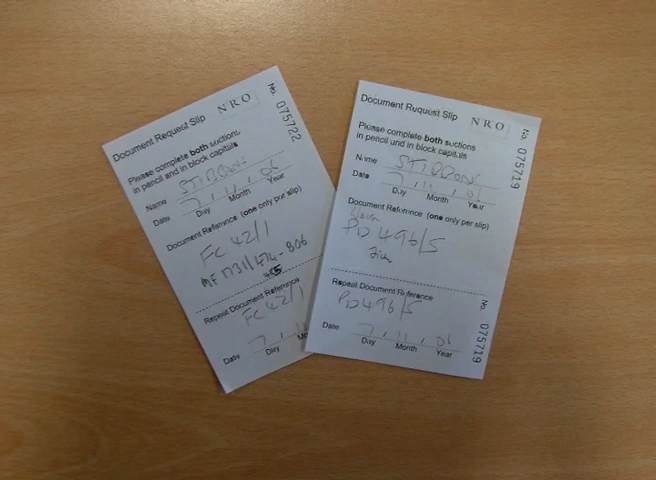 Document Request Slip
NRO
No. 075722
Please complete both sections
in pencil and in block capitals
Name STIBBONS
Date 7, 11, 06
Day Month Year
Document Reference (one only per slip)
FC 42/1
MF 1731/474-806
Repeat Document Reference
FC 42/1
Date 7, 11
Day Mo
Document Request Slip
NRO
No. 075719
Please complete both sections
in pencil and in block capitals
Name STIBBONS
Date 7, 11, 06
Day Month Year
Document Reference (one only per slip)
PD 496/5
Repeat Document Reference
PD 496/5
Date 7, 11, 06
Day Month Year
No. 075719